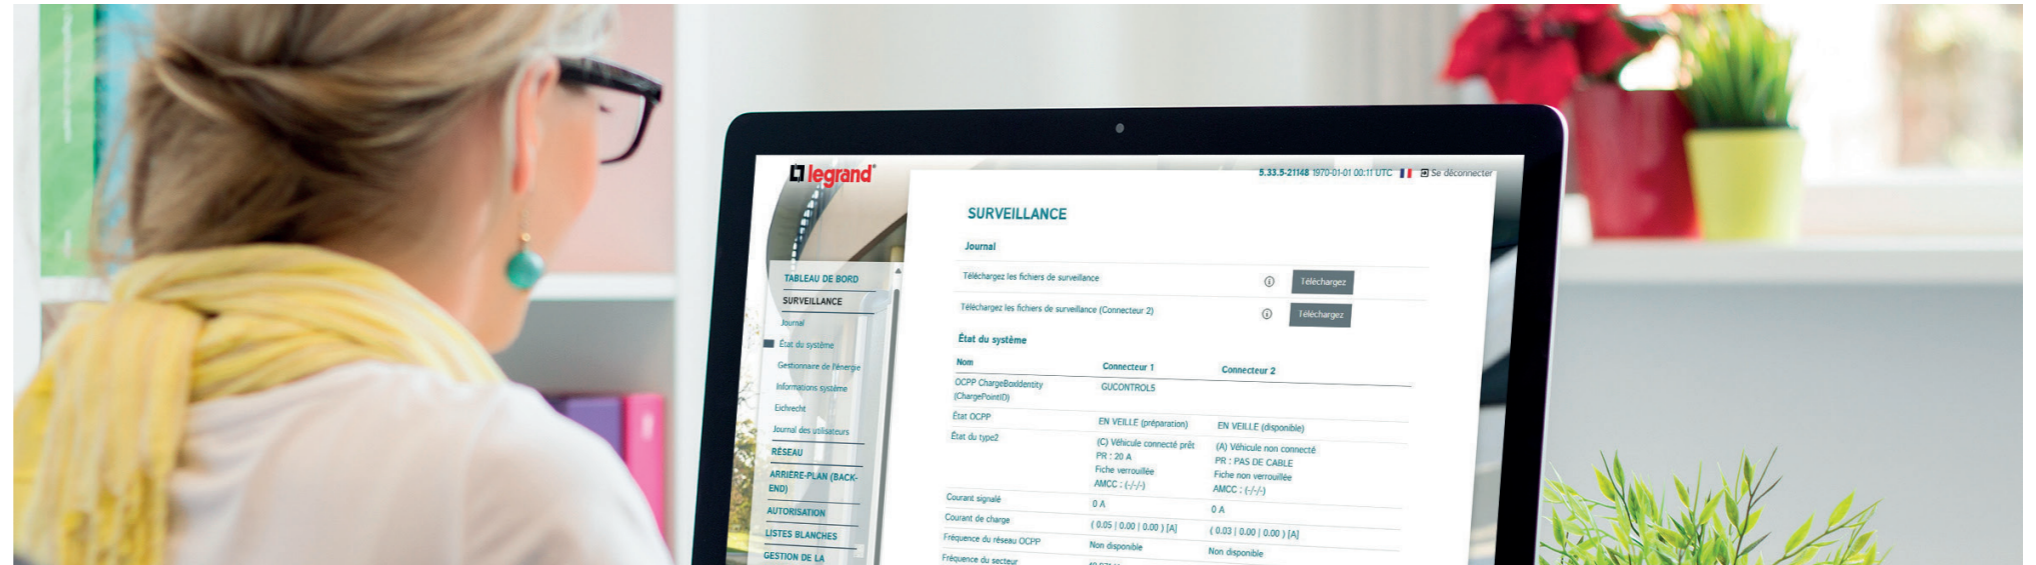 legrand
5.33.5-21148 1970-01-01 00:11 UTC Se déconnecter
TABLEAU DE BORD
SURVEILLANCE
Journal
État du système
Gestionnaire de l'énergie
Informations système
Eichrecht
Journal des utilisateurs
RÉSEAU
ARRIÈRE-PLAN (BACK-
END)
AUTORISATION
LISTES BLANCHES
GESTION DE LA
SURVEILLANCE
Journal
Téléchargez les fichiers de surveillance Téléchargez
Téléchargez les fichiers de surveillance (Connecteur 2) Téléchargez
État du système
Nom Connecteur 1 Connecteur 2
OCPP ChargeBoxIdentity GUCONTROL5
(ChargePointID)
État OCPP EN VEILLE (préparation) EN VEILLE (disponible)
État du type2 (C) Véhicule connecté prêt (A) Véhicule non connecté
PR : 20 A PR : PAS DE CABLE
Fiche verrouillée Fiche non verrouillée
AMCC : (-/-/-) AMCC : (-/-/-)
Courant signalé 0 A 0 A
Courant de charge ( 0.05 | 0.00 | 0.00 ) [A] ( 0.03 | 0.00 | 0.00 ) [A]
Fréquence du réseau OCPP Non disponible Non disponible
Fréquence du secteur